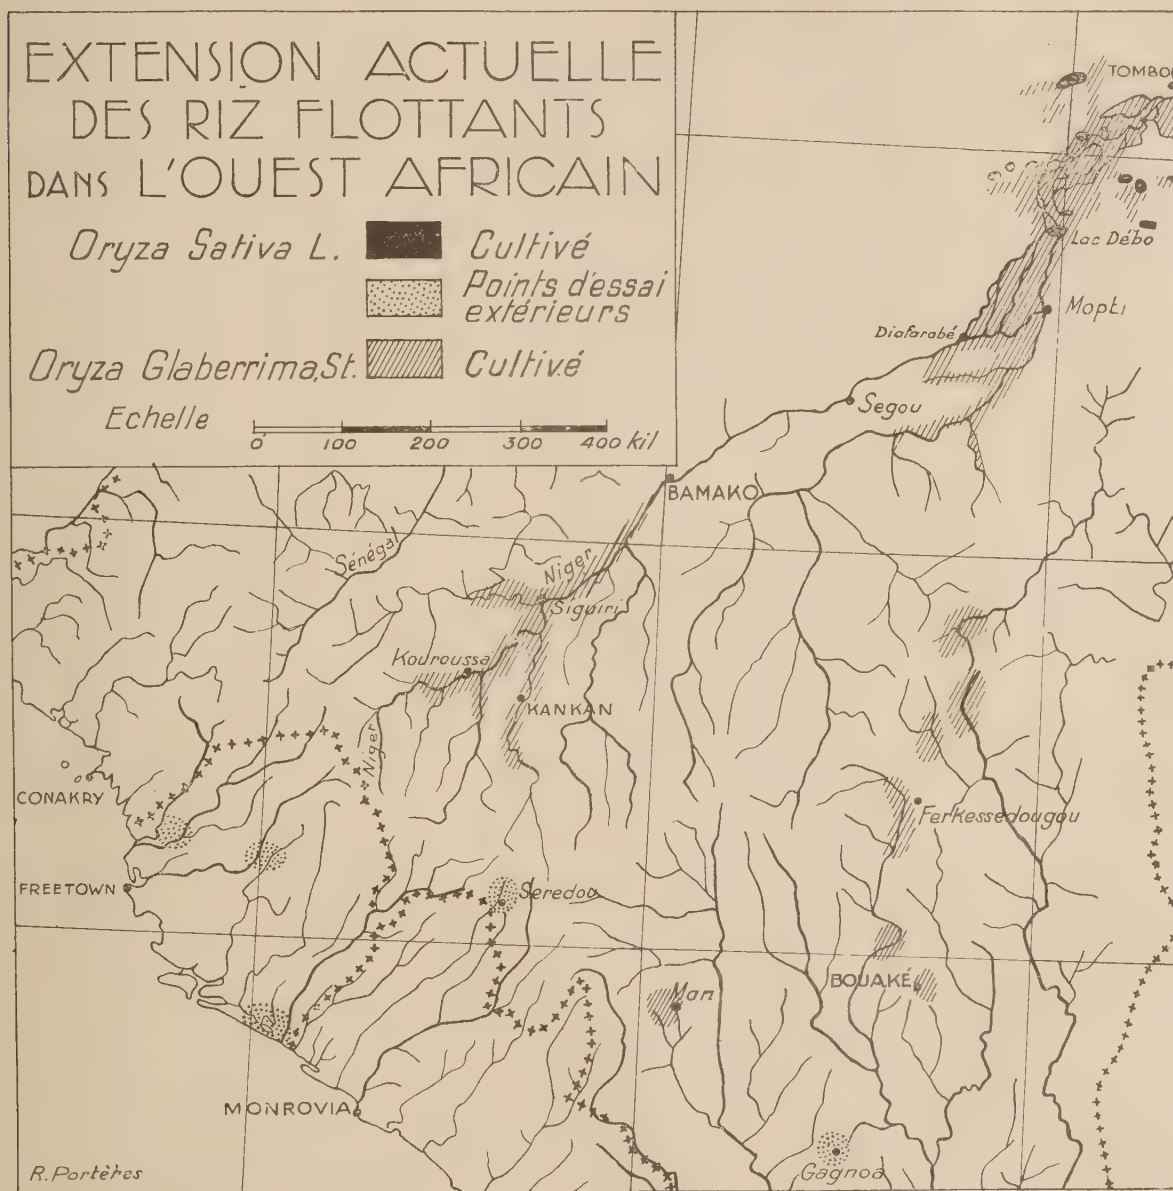 EXTENSION ACTUELLE
DES RIZ FLOTTANTS
DANS L'OUEST AFRICAIN
Oryza Sativa L. Cultivé
Points d'essai
extérieurs
Oryza Glaberrima, St. Cultivé
Echelle
0 100 200 300 400 kil
TOMBOU
Lac Débo
Mopti
Diafarabé
Segou
BAMAKO
Sénégal
Niger
Siguiri
Kouroussa
KANKAN
Niger
CONAKRY
Ferkessedougou
FREETOWN
Seredou
BOUAKÉ
Man
MONROVIA
Gagnoa
R. Portères